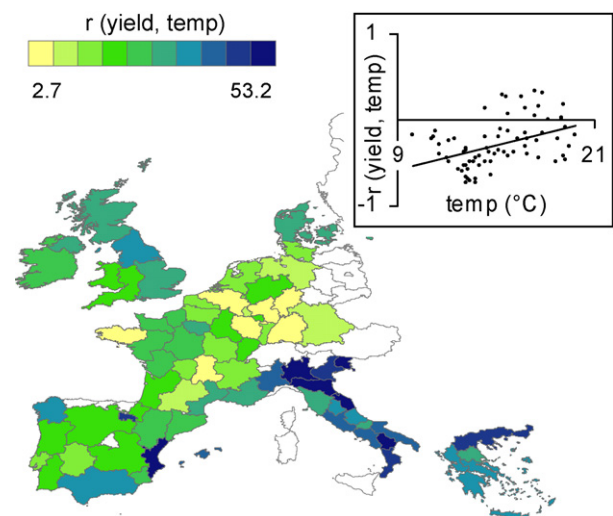 r (yield, temp)
2.7
53.2
1
r (yield, temp)
9
21
-1
temp (°C)